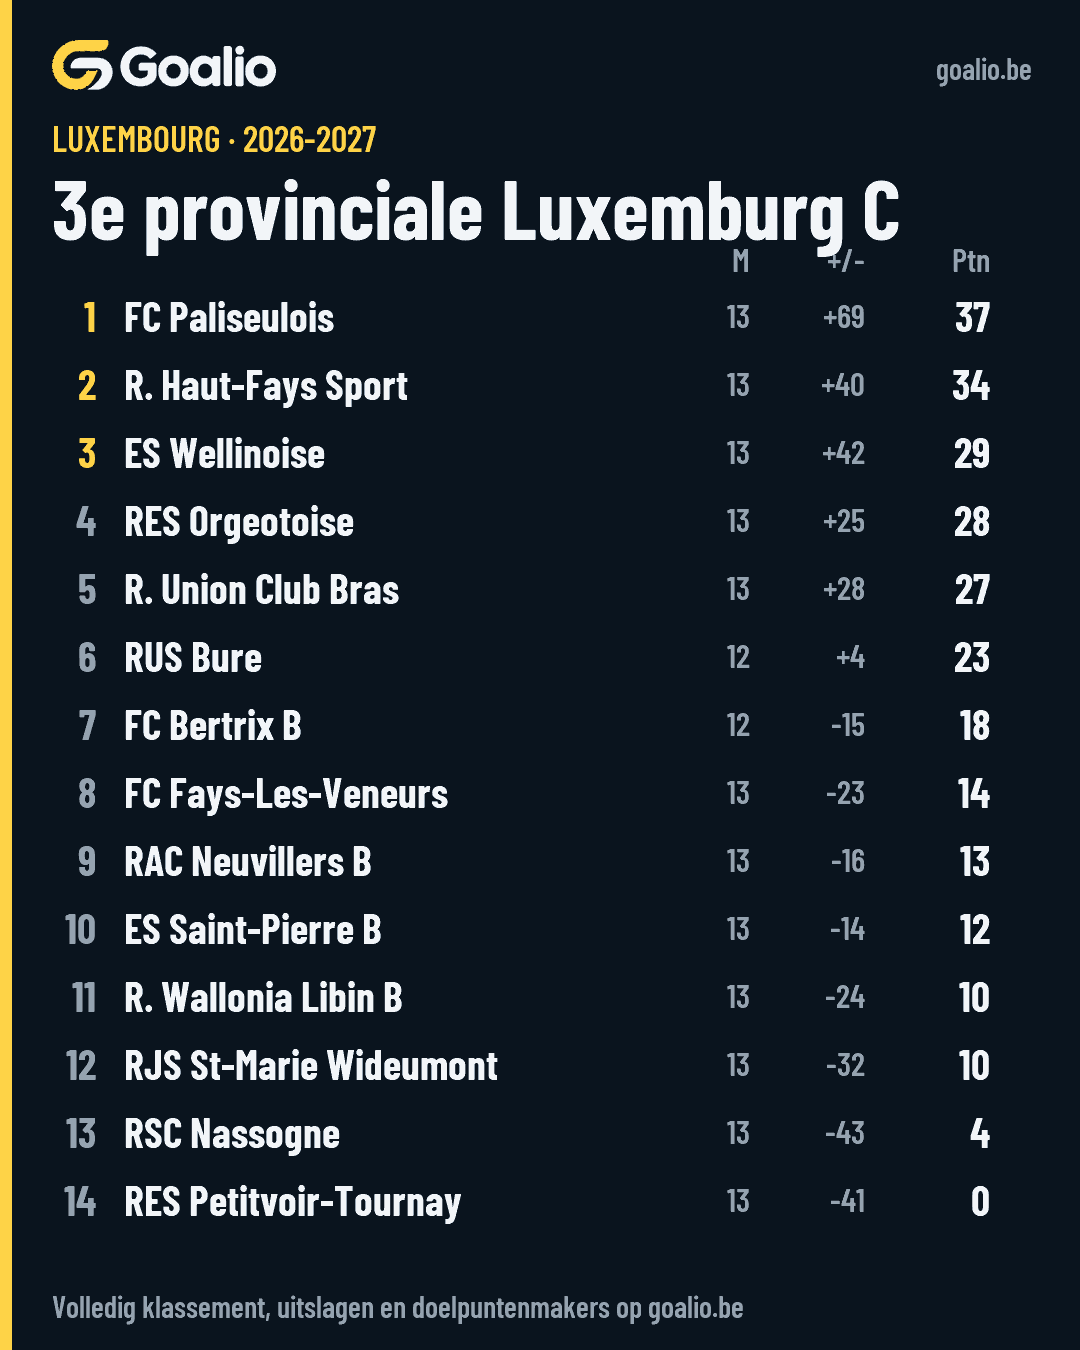 Goalio
goalio.be
LUXEMBOURG · 2026-2027
3e provinciale Luxemburg C
M +/- Ptn
1 FC Paliseulois 13 +69 37
2 R. Haut-Fays Sport 13 +40 34
3 ES Wellinoise 13 +42 29
4 RES Orgeotoise 13 +25 28
5 R. Union Club Bras 13 +28 27
6 RUS Bure 12 +4 23
7 FC Bertrix B 12 -15 18
8 FC Fays-Les-Veneurs 13 -23 14
9 RAC Neuvillers B 13 -16 13
10 ES Saint-Pierre B 13 -14 12
11 R. Wallonia Libin B 13 -24 10
12 RJS St-Marie Wideumont 13 -32 10
13 RSC Nassogne 13 -43 4
14 RES Petitvoir-Tournay 13 -41 0
Volledig klassement, uitslagen en doelpuntenmakers op goalio.be